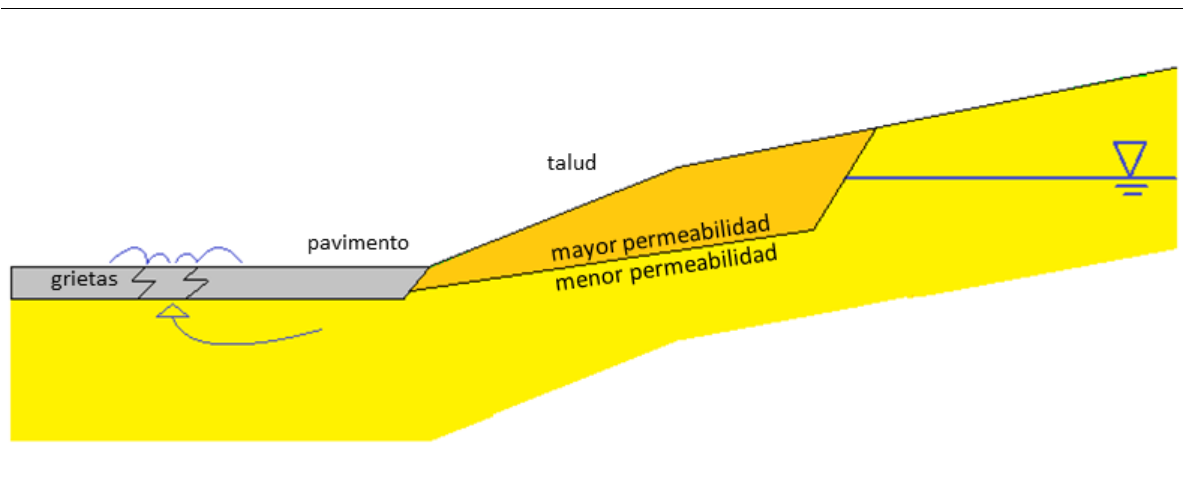 talud
pavimento
grietas
mayor permeabilidad
menor permeabilidad